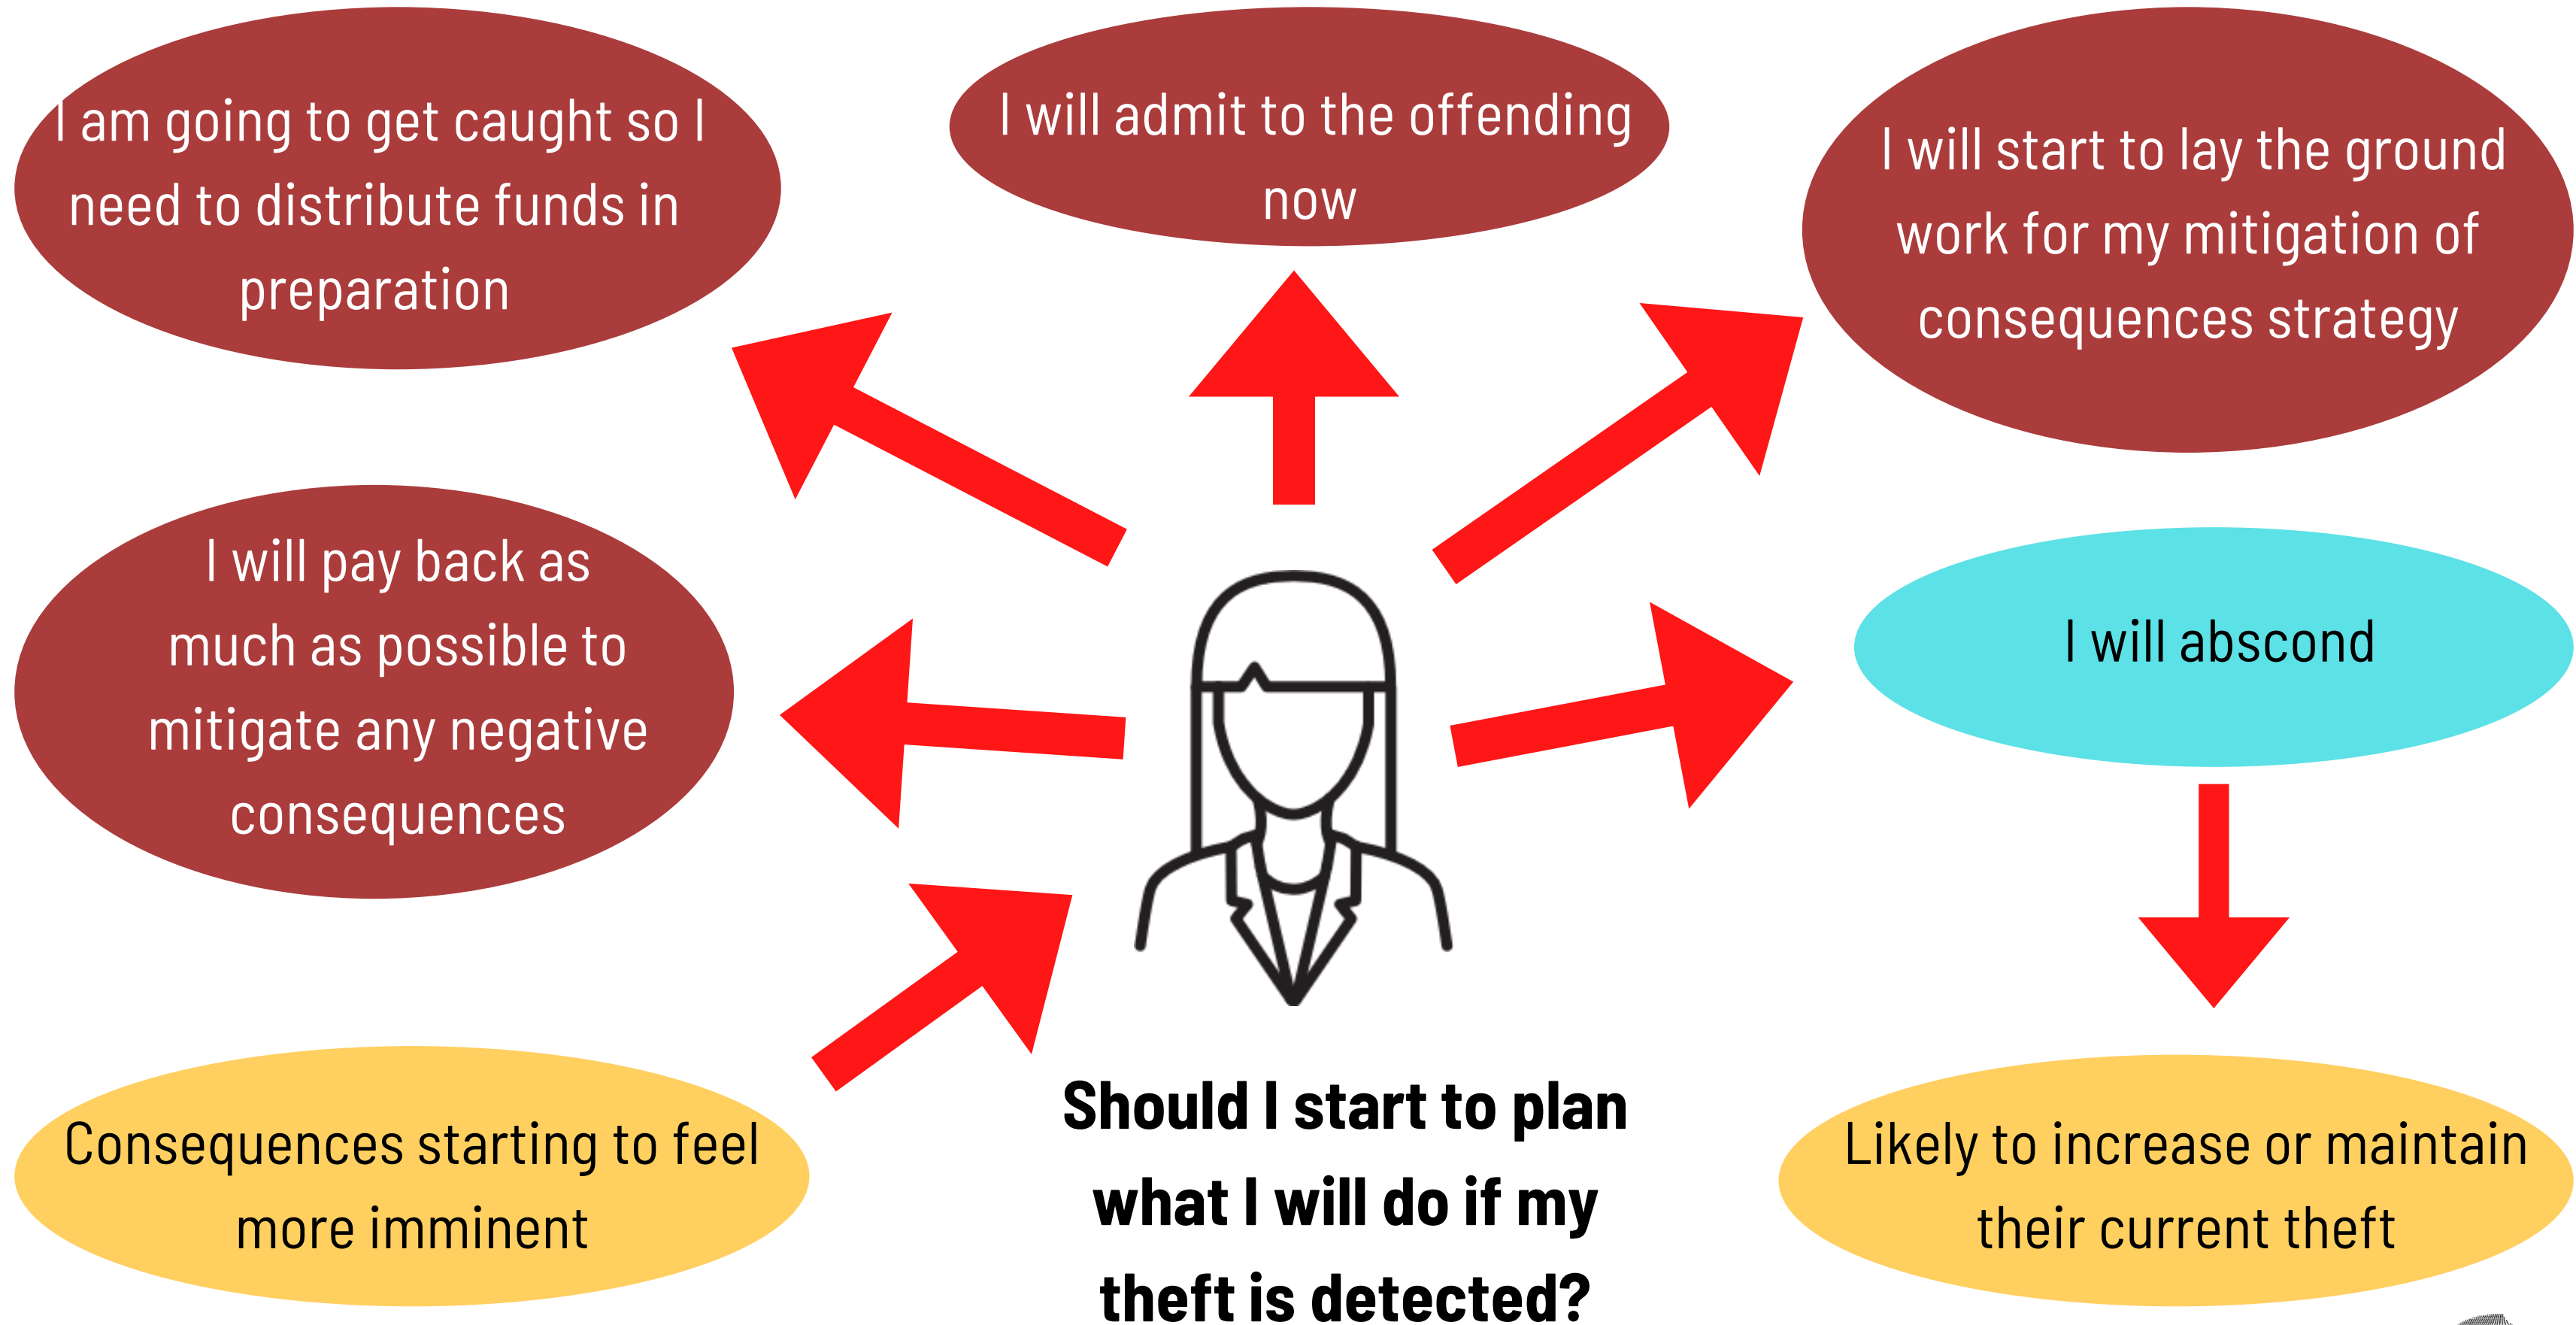 I am going to get caught so I
need to distribute funds in
preparation
I will admit to the offending
now
I will start to lay the ground
work for my mitigation of
consequences strategy
I will pay back as
much as possible to
mitigate any negative
consequences
I will abscond
Consequences starting to feel
more imminent
Should I start to plan
what I will do if my
theft is detected?
Likely to increase or maintain
their current theft